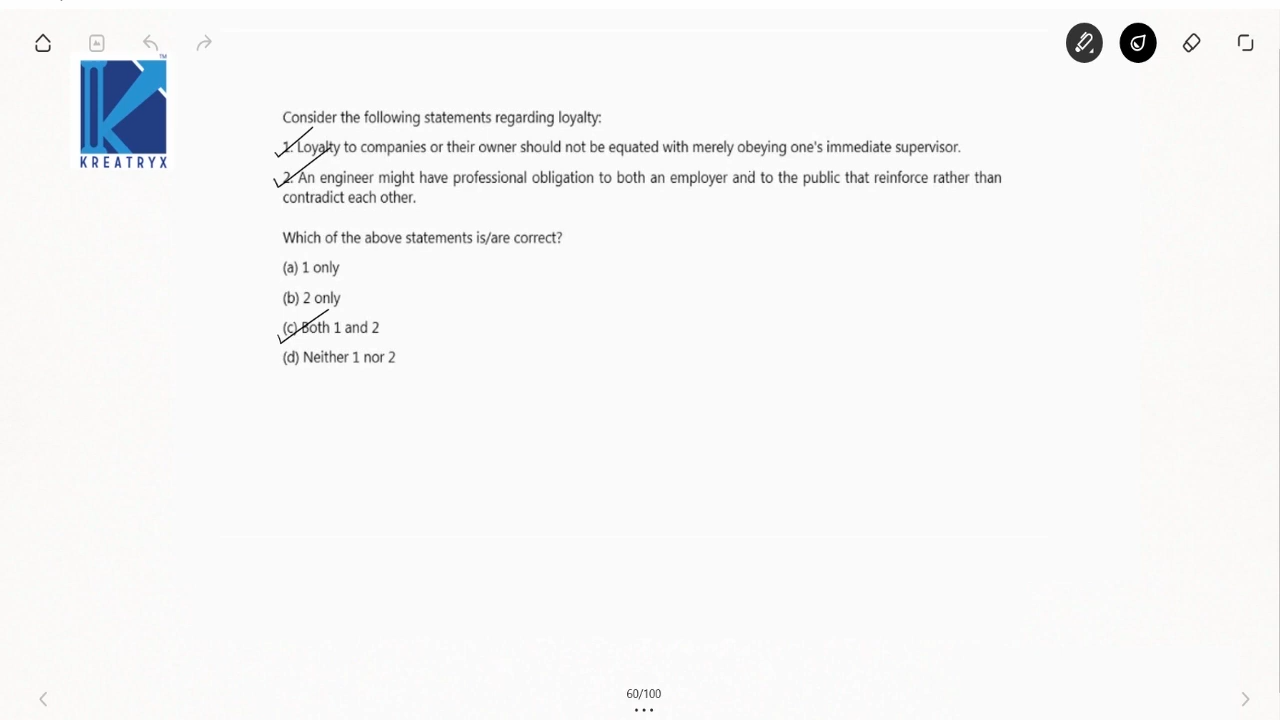 TM
KREATRYX
Consider the following statements regarding loyalty:
1. Loyalty to companies or their owner should not be equated with merely obeying one's immediate supervisor.
2. An engineer might have professional obligation to both an employer and to the public that reinforce rather than
contradict each other.
Which of the above statements is/are correct?
(a) 1 only
(b) 2 only
(c) Both 1 and 2
(d) Neither 1 nor 2
60/100